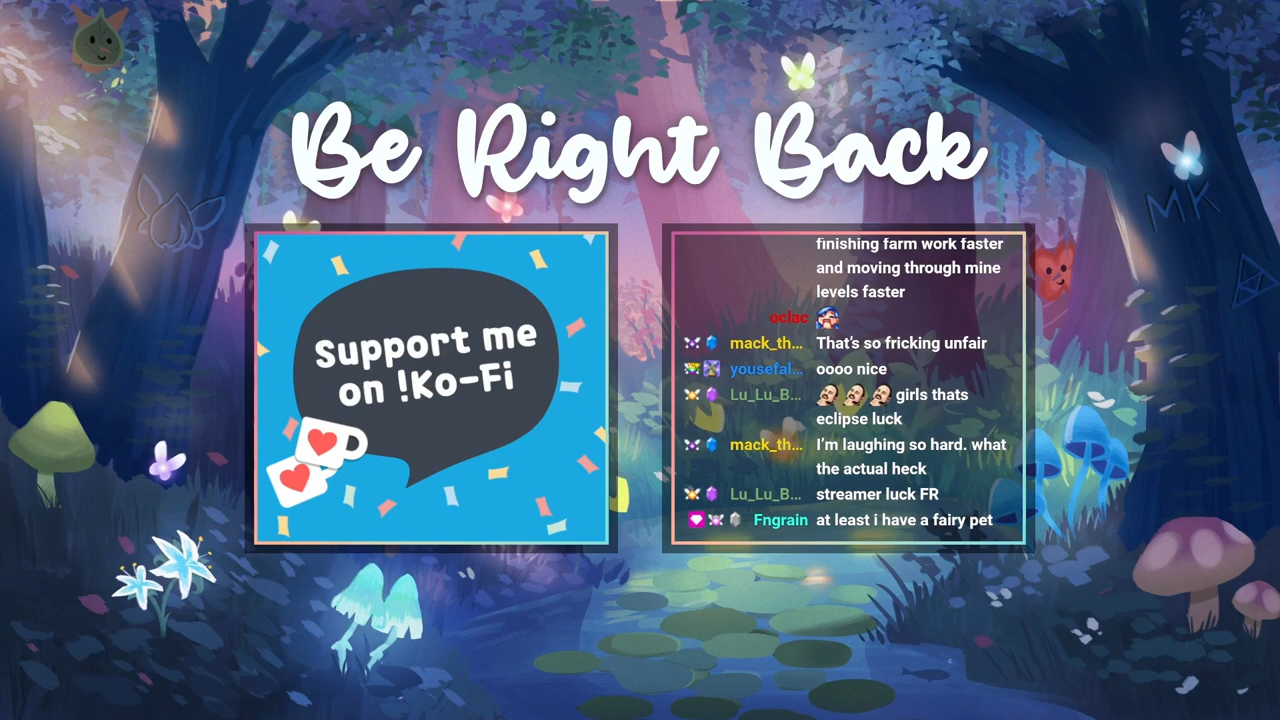 Be Right Back
MK
Support me
on !Ko-Fi
finishing farm work faster
and moving through mine
levels faster
oclac
mack_th... That's so fricking unfair
yousefal... oooo nice
Lu_Lu_B... girls thats
eclipse luck
mack_th... I'm laughing so hard. what
the actual heck
Lu_Lu_B... streamer luck FR
Fngrain at least i have a fairy pet